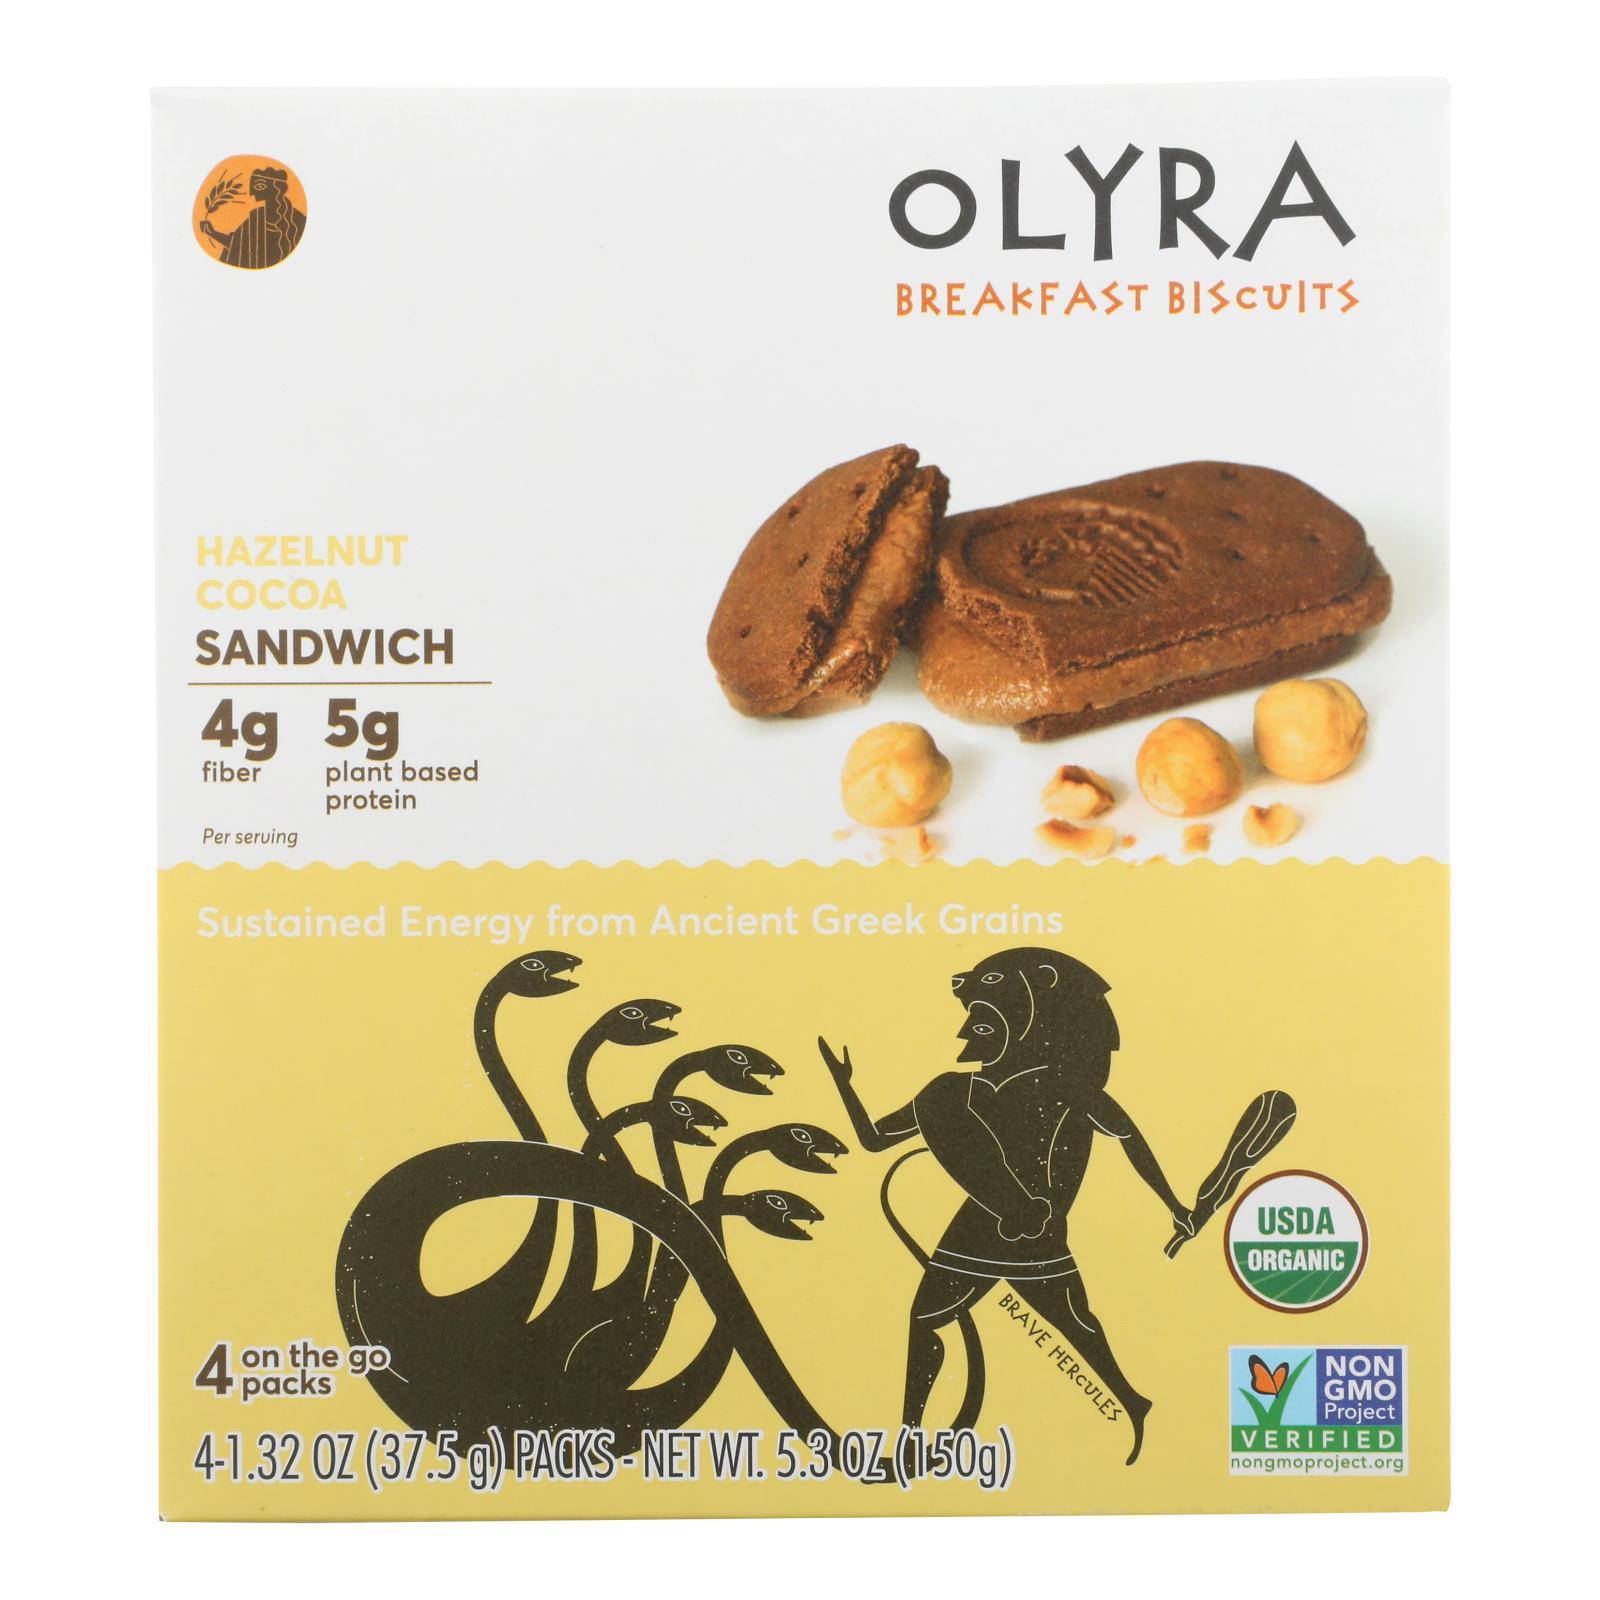 OLYRA
BREAKFAST BISCUITS
HAZELNUT
COCOA
SANDWICH
4g
fiber
5g
plant based
protein
Per serving
Sustained Energy from Ancient Greek Grains
BRAVE HERCULES
USDA
ORGANIC
4 on the go
packs
NON
GMO
Project
VERIFIED
nongmoproject.org
4-1.32 OZ (37.5 g) PACKS - NET WT. 5.3 OZ (150g)